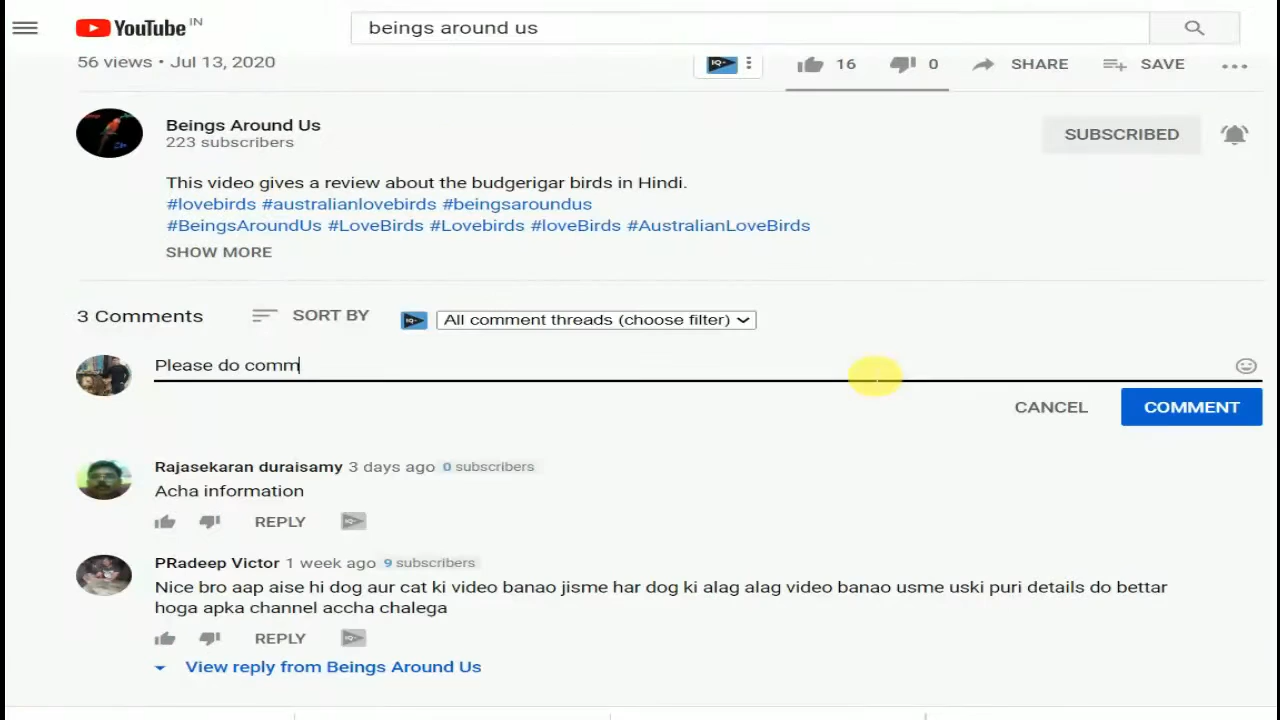 YouTube IN
beings around us
56 views • Jul 13, 2020
16
0
SHARE
SAVE
Beings Around Us
223 subscribers
SUBSCRIBED
This video gives a review about the budgerigar birds in Hindi.
#lovebirds #australianlovebirds #beingsaroundus
#BeingsAroundUs #LoveBirds #Lovebirds #loveBirds #AustralianLoveBirds
SHOW MORE
3 Comments
SORT BY
All comment threads (choose filter)
Please do comm
CANCEL
COMMENT
Rajasekaran duraisamy 3 days ago 0 subscribers
Acha information
REPLY
PRadeep Victor 1 week ago 9 subscribers
Nice bro aap aise hi dog aur cat ki video banao jisme har dog ki alag alag video banao usme uski puri details do bettar
hoga apka channel accha chalega
REPLY
View reply from Beings Around Us